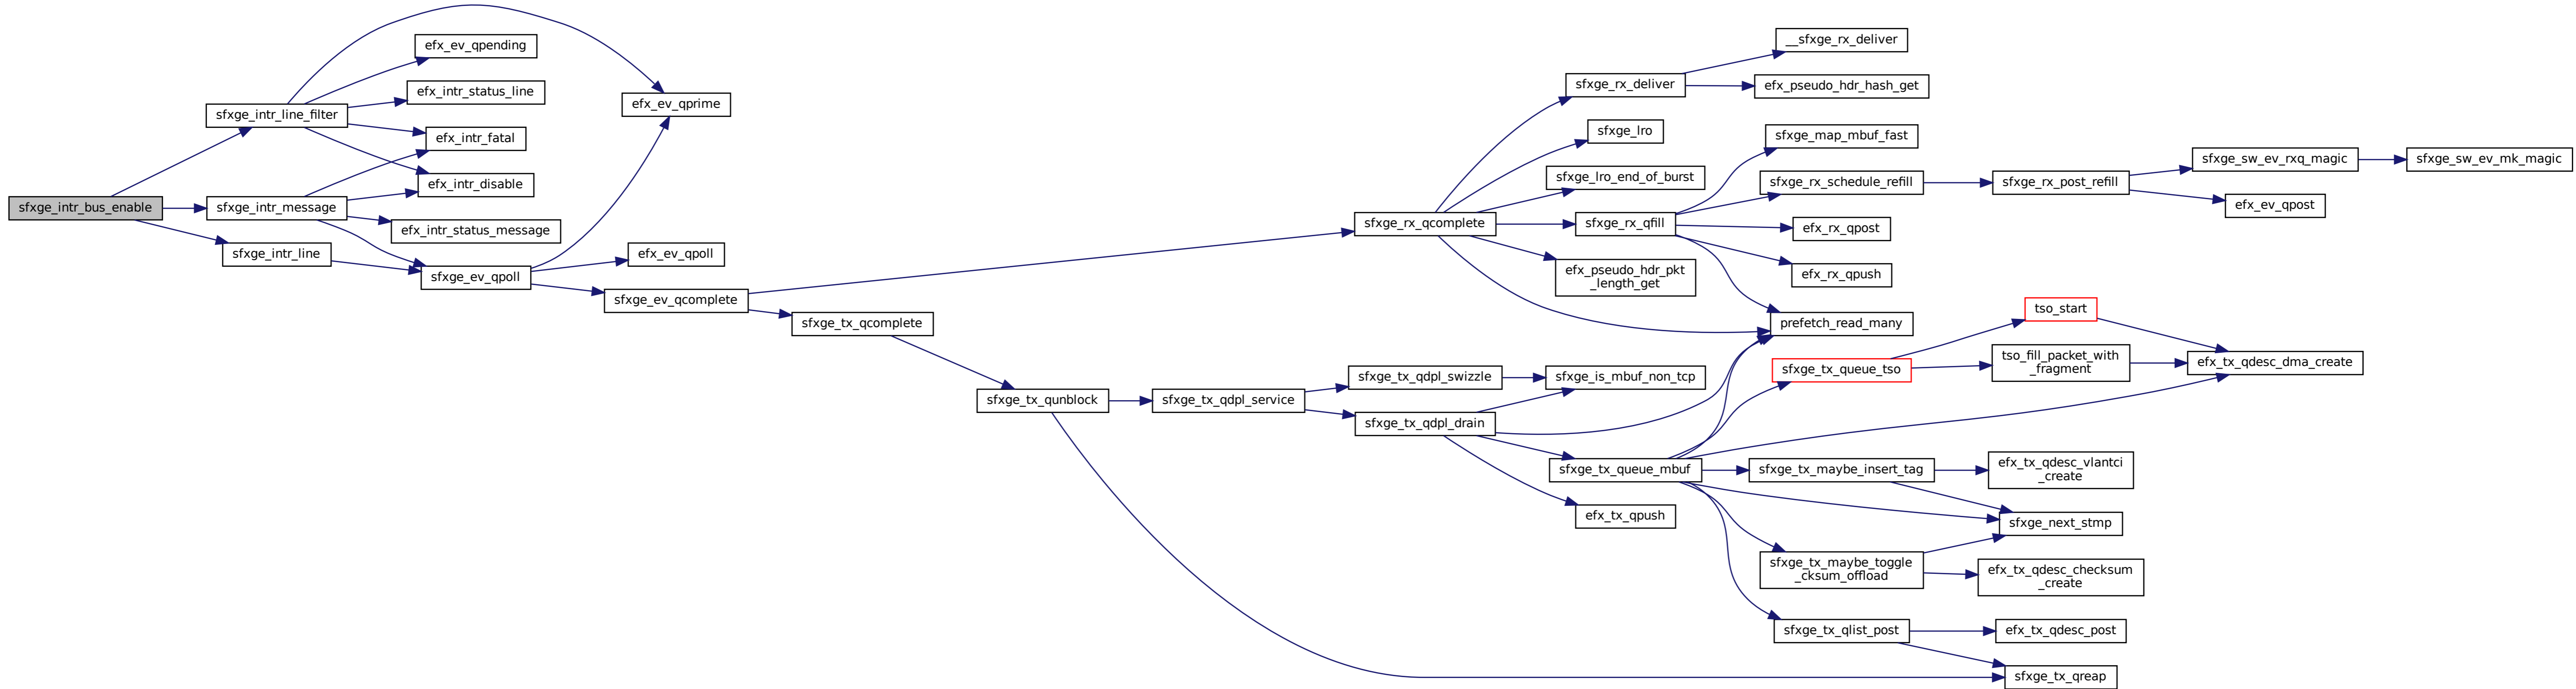 sfxge_intr_bus_enable
sfxge_intr_line_filter
sfxge_intr_message
sfxge_intr_line
efx_ev_qpending
efx_intr_status_line
efx_intr_fatal
efx_intr_disable
efx_intr_status_message
sfxge_ev_qpoll
efx_ev_qprime
efx_ev_qpoll
sfxge_ev_qcomplete
sfxge_tx_qcomplete
sfxge_tx_qunblock
sfxge_tx_qdpl_service
sfxge_rx_qcomplete
sfxge_tx_qdpl_swizzle
sfxge_tx_qdpl_drain
sfxge_rx_deliver
sfxge_lro
sfxge_lro_end_of_burst
sfxge_rx_qfill
efx_pseudo_hdr_pkt
_length_get
sfxge_is_mbuf_non_tcp
sfxge_tx_queue_mbuf
efx_tx_qpush
__sfxge_rx_deliver
efx_pseudo_hdr_hash_get
sfxge_map_mbuf_fast
sfxge_rx_schedule_refill
efx_rx_qpost
efx_rx_qpush
prefetch_read_many
sfxge_tx_queue_tso
sfxge_tx_maybe_insert_tag
sfxge_tx_maybe_toggle
_cksum_offload
sfxge_tx_qlist_post
sfxge_rx_post_refill
tso_start
tso_fill_packet_with
_fragment
efx_tx_qdesc_vlantci
_create
sfxge_next_stmp
efx_tx_qdesc_checksum
_create
efx_tx_qdesc_post
sfxge_tx_qreap
sfxge_sw_ev_rxq_magic
efx_ev_qpost
efx_tx_qdesc_dma_create
sfxge_sw_ev_mk_magic